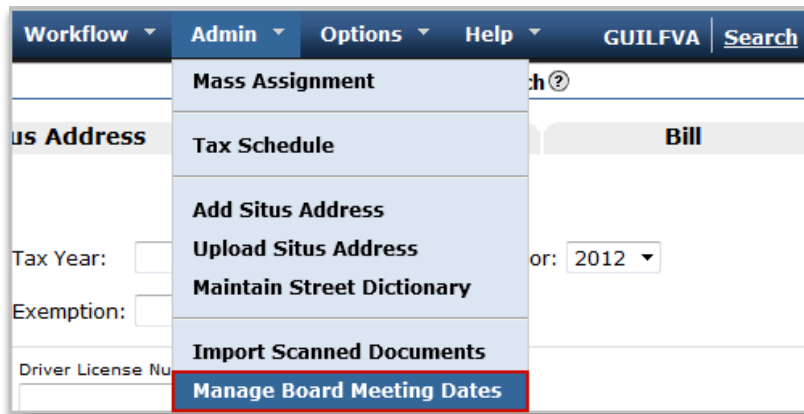 Workflow Admin Options Help GUILFVA Search
Mass Assignment
us Address Tax Schedule Bill
Add Situs Address
Tax Year: Upload Situs Address or: 2012
Maintain Street Dictionary
Exemption:
Import Scanned Documents
Driver License Nu
Manage Board Meeting Dates